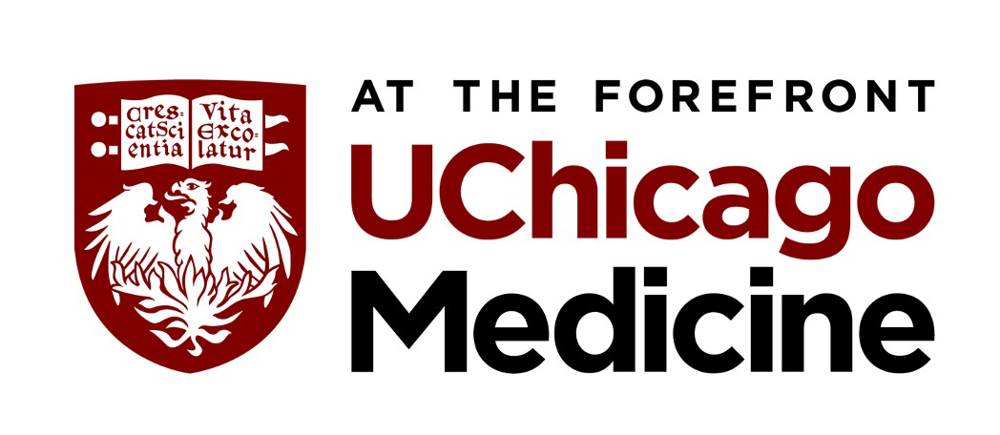 Cres-
catSci
entia
Vita
Exco-
latur
AT THE FOREFRONT
UChicago
Medicine